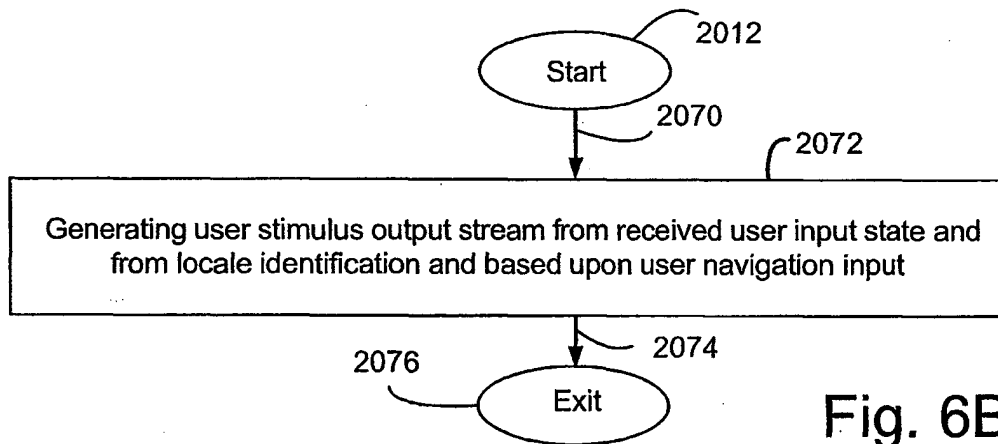 2012
Start
2070
2072
Generating user stimulus output stream from received user input state and
from locale identification and based upon user navigation input
2074
2076
Exit
Fig. 6B